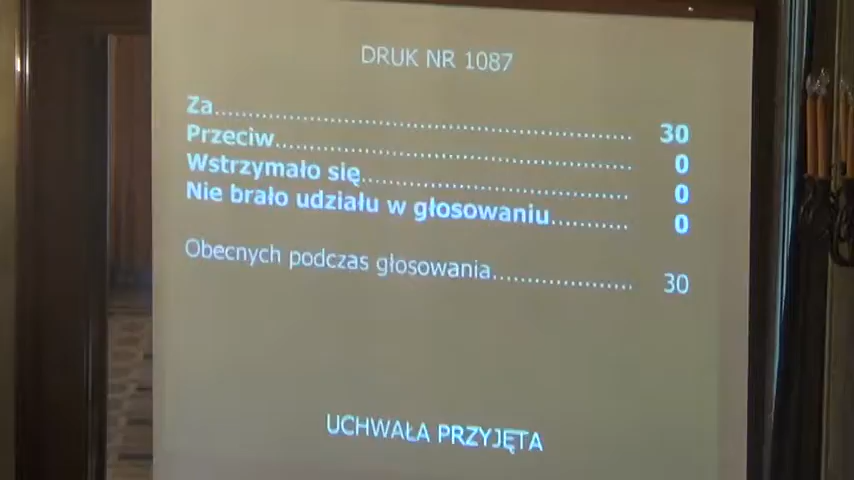 DRUK NR 1087
Za 30
Przeciw 0
Wstrzymało się 0
Nie brało udziału w głosowaniu 0
Obecnych podczas głosowania 30
UCHWAŁA PRZYJĘTA